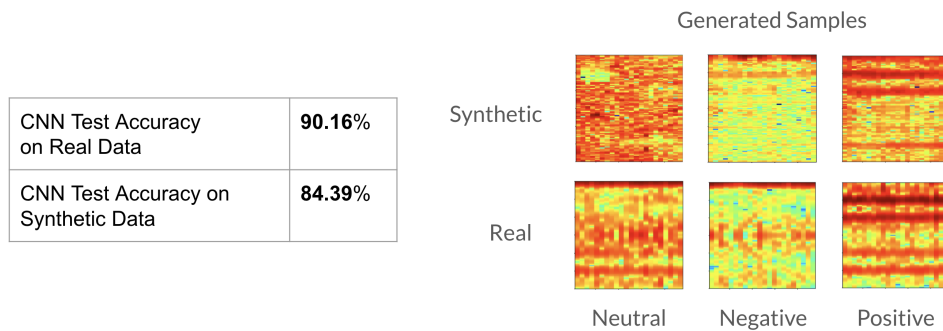 CNN Test Accuracy
on Real Data
90.16%
CNN Test Accuracy on
Synthetic Data
84.39%
Generated Samples
Synthetic
Real
Neutral
Negative
Positive